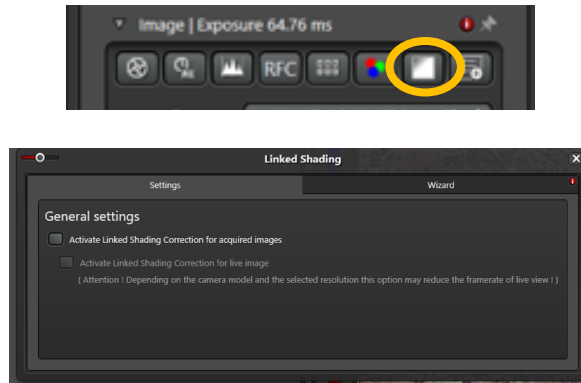 Image | Exposure 64.76 ms
AE
RFC
Linked Shading
Settings
Wizard
General settings
Activate Linked Shading Correction for acquired images
Activate Linked Shading Correction for live image
( Attention ! Depending on the camera model and the selected resolution this option may reduce the framerate of live view ! )